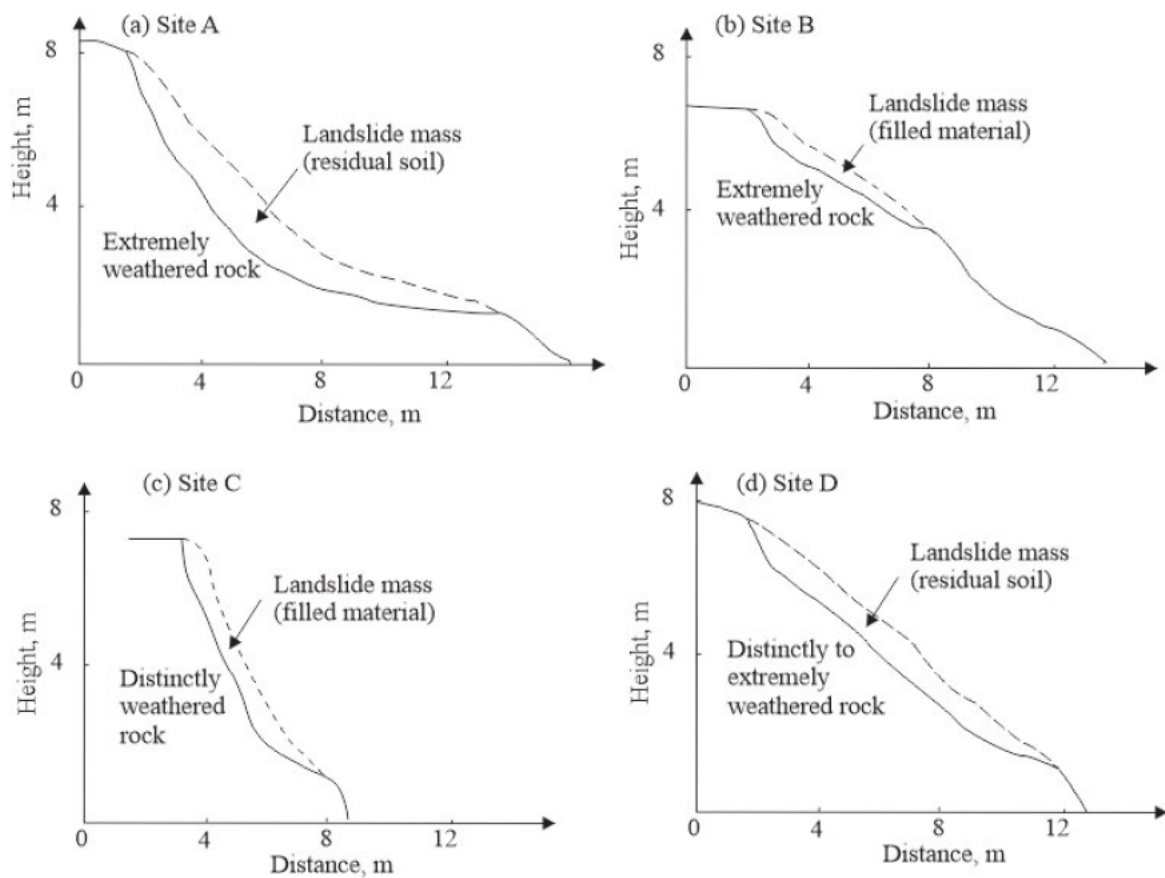 (a) Site A
8
Height, m
4
Landslide mass
(residual soil)
Extremely
weathered rock
0
4
8
12
Distance, m
(b) Site B
8
Height, m
4
Landslide mass
(filled material)
Extremely
weathered rock
0
4
8
12
Distance, m
(c) Site C
8
Height, m
4
Landslide mass
(filled material)
Distinctly
weathered
rock
0
4
8
12
Distance, m
(d) Site D
8
Height, m
4
Landslide mass
(residual soil)
Distinctly to
extremely
weathered rock
0
4
8
12
Distance, m